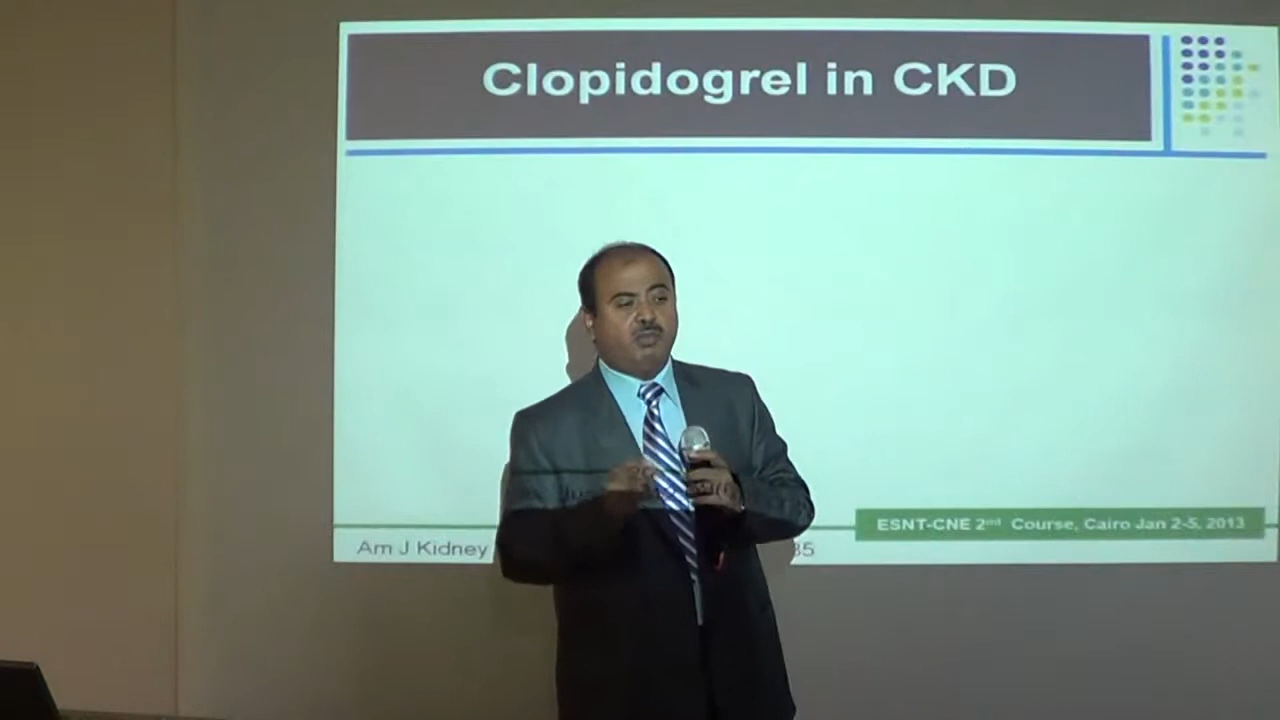 Clopidogrel in CKD
ESNT-CNE 2nd Course, Cairo Jan 2-5, 2013
Am J Kidney
35